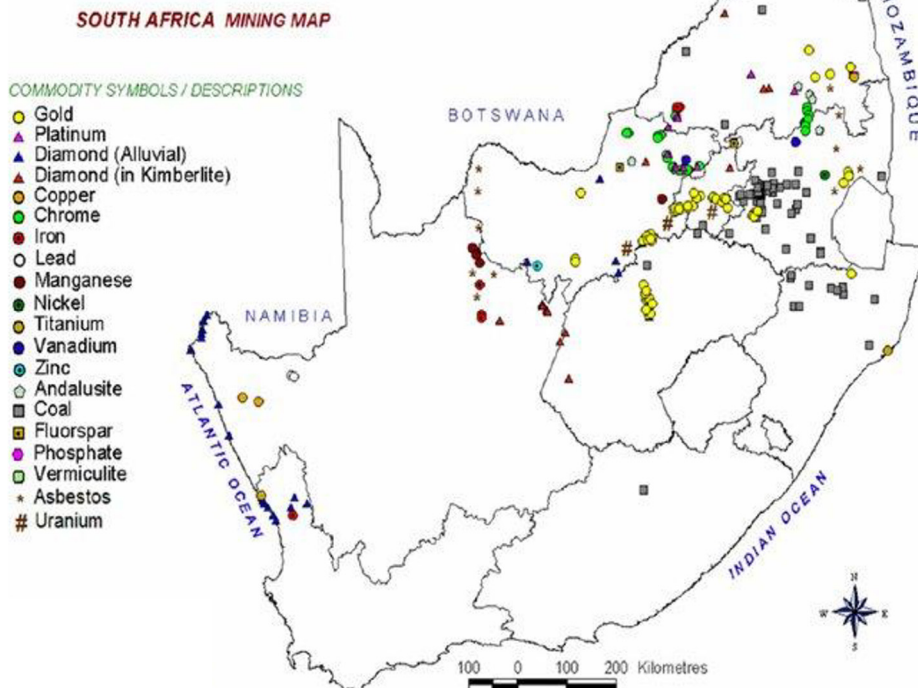 SOUTH AFRICA MINING MAP
COMMODITY SYMBOLS / DESCRIPTIONS
Gold
Platinum
Diamond (Alluvial)
Diamond (in Kimberlite)
Copper
Chrome
Iron
Lead
Manganese
Nickel
Titanium
Vanadium
Zinc
Andalusite
Coal
Fluorspar
Phosphate
Vermiculite
Asbestos
# Uranium
BOTSWANA
MOZAMBIQUE
NAMIBIA
ATLANTIC OCEAN
INDIAN OCEAN
N
W E
S
100 0 100 200 Kilometres